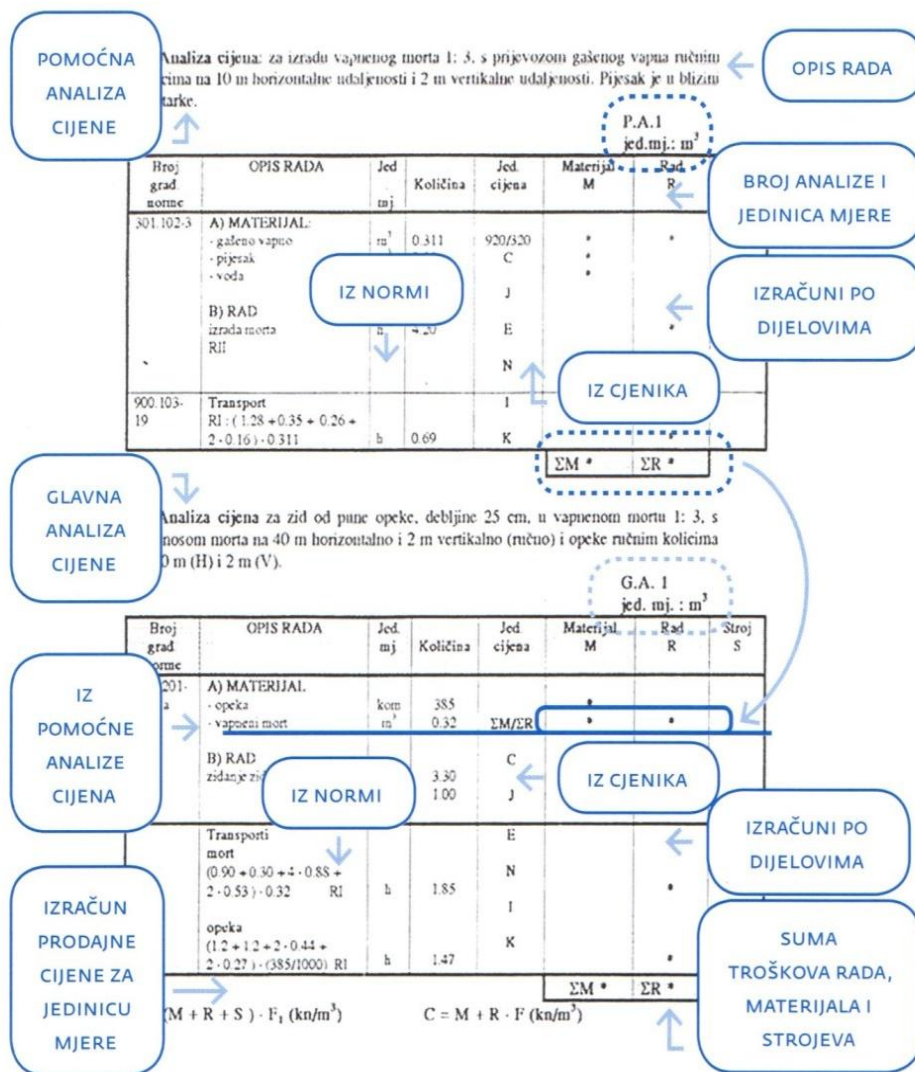 POMOĆNA
ANALIZA
CIJENE
Analiza cijena: za izradu vapnenog morta 1: 3, s prijevozom gašenog vapna ručnim
cima na 10 m horizontalne udaljenosti i 2 m vertikalne udaljenosti. Pijesak je u blizini
tarke.
OPIS RADA
P.A.1
jed.mj.: m³
BROJ ANALIZE I
JEDINICA MJERE
Broj grad. norme OPIS RADA Jed mj. Količina Jed. cijena Materijal M Rad R
301.102-3 A) MATERIJAL:
- gašeno vapno m³ 0.311 920/320 * *
- pijesak C *
- voda *
J
IZ NORMI
IZRAČUNI PO
DIJELOVIMA
B) RAD
izrada morta h 4.20 E *
RII
N
IZ CJENIKA
900.103-19 Transport I
RI : ( 1.28 +0.35 + 0.26 +
2 · 0.16 ) · 0.311 h 0.69 K *
ΣM * ΣR *
GLAVNA
ANALIZA
CIJENE
Analiza cijena za zid od pune opeke, debljine 25 cm, u vapnenom mortu 1: 3, s
nosom morta na 40 m horizontalno i 2 m vertikalno (ručno) i opeke ručnim kolicima
0 m (H) i 2 m (V).
G.A. 1
jed. mj. : m³
Broj grad. norme OPIS RADA Jed. mj Količina Jed. cijena Materijal M Rad R Stroj S
IZ
POMOĆNE
ANALIZE
CIJENA
201- A) MATERIJAL
a - opeka kom 385 *
- vapneni mort m³ 0.32 ΣM/ΣR * *
B) RAD C
zidanje 3.30
1.00 J
IZ NORMI
IZ CJENIKA
IZRAČUNI PO
DIJELOVIMA
Transporti E
mort
(0.90 +0.30 +4 · 0.88 + N
2 · 0.53 ) · 0.32 RI h 1.85 *
I
opeka
(1.2 + 1.2 + 2 · 0.44 + K
2 · 0.27 ) · (385/1000) RI h 1.47 *
ΣM * ΣR *
IZRAČUN
PRODAJNE
CIJENE ZA
JEDINICU
MJERE
SUMA
TROŠKOVA RADA,
MATERIJALA I
STROJEVA
(M + R + S ) · F₁ (kn/m³) C = M + R · F (kn/m³)